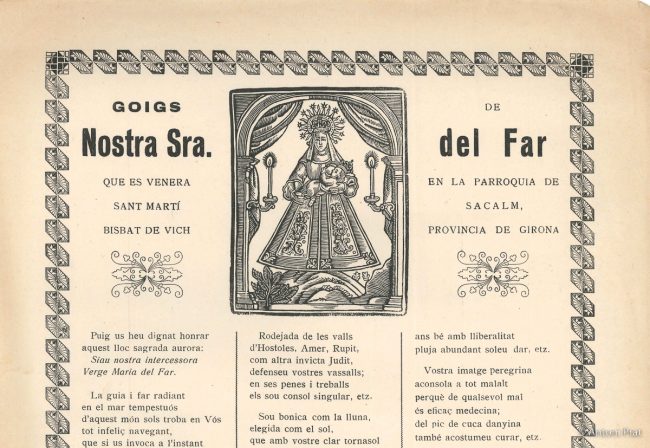 GOIGS DE
Nostra Sra. del Far
QUE ES VENERA EN LA PARROQUIA DE
SANT MARTÍ SACALM,
BISBAT DE VICH PROVINCIA DE GIRONA
Puig us heu dignat honrar
aquest lloc sagrada aurora:
Siau nostra intercessora
Verge Maria del Far.
La guia i far radiant
en el mar tempestuós
d'aquest món sols troba en Vós
tot infeliç navegant,
que si us invoca a l'instant
Rodejada de les valls
d'Hostoles. Amer, Rupit,
com altra invicta Judit,
defenseu vostres vassalls;
en ses penes i treballs
els sou consol singular, etc.
Sou bonica com la lluna,
elegida com el sol,
que amb vostre clar tornasol
ans bé amb lliberalitat
pluja abundant soleu dar, etc.
Vostra imatge peregrina
aconsola a tot malalt
perquè de qualsevol mal
és eficaç medecina;
del pic de cuca danyina
també acostume curar, etc.